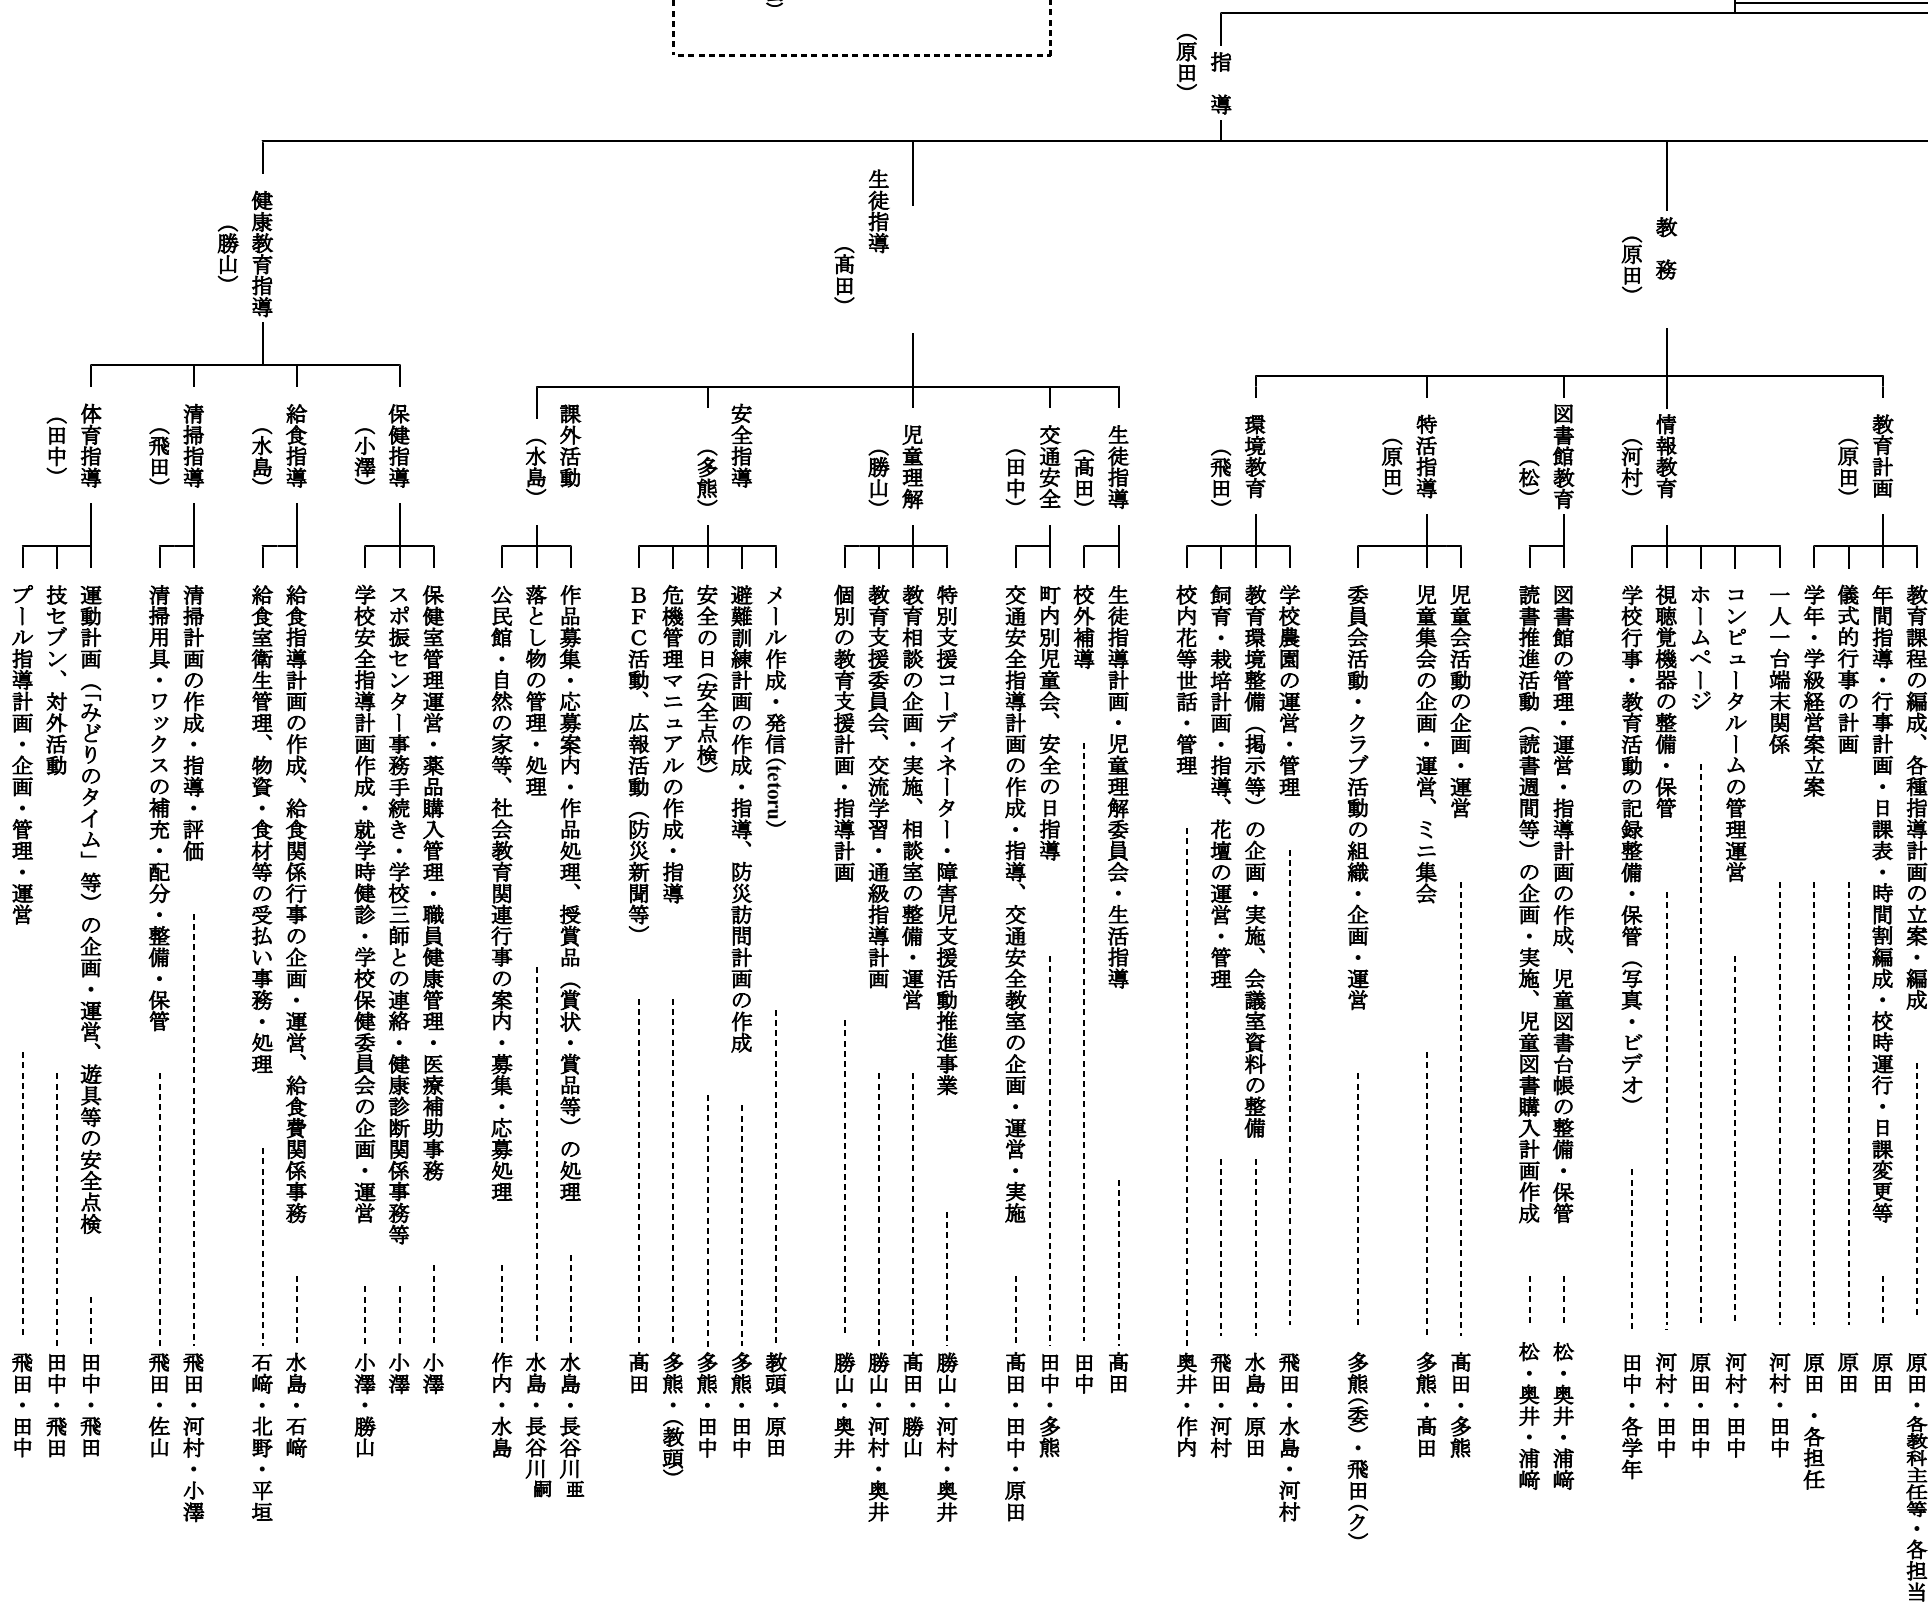 指　導
（原田）
教　務
（原田）
生徒指導
（髙田）
健康教育指導
（勝山）
教育計画
（原田）
情報教育
（河村）
図書館教育
（松）
特活指導
（原田）
環境教育
（飛田）
生徒指導
（髙田）
交通安全
（田中）
児童理解
（勝山）
安全指導
（多熊）
課外活動
（水島）
保健指導
（小澤）
給食指導
（水島）
清掃指導
（飛田）
体育指導
（田中）
教育課程の編成、各種指導計画の立案・編成 原田・各教科主任等・各担当
年間指導・行事計画・日課表・時間割編成・校時運行・日課変更等 原田
儀式的行事の計画 原田
学年・学級経営案立案 原田・各担任
一人一台端末関係 河村・田中
コンピュータルームの管理運営 河村・田中
ホームページ 原田・田中
視聴覚機器の整備・保管 河村・田中
学校行事・教育活動の記録整備・保管（写真・ビデオ） 田中・各学年
図書館の管理・運営・指導計画の作成、児童図書台帳の整備・保管 松・奥井・浦﨑
読書推進活動（読書週間等）の企画・実施、児童図書購入計画作成 松・奥井・浦﨑
児童会活動の企画・運営 髙田・多熊
児童集会の企画・運営、ミニ集会 多熊・髙田
委員会活動・クラブ活動の組織・企画・運営 多熊（委）・飛田（ク）
学校農園の運営・管理 飛田・水島・河村
教育環境整備（掲示等）の企画・実施、会議室資料の整備 水島・原田
飼育・栽培計画・指導、花壇の運営・管理 飛田・河村
校内花等世話・管理 奥井・作内
生徒指導計画・児童理解委員会・生活指導 髙田
校外補導 田中
町内別児童会、安全の日指導 田中・多熊
交通安全指導計画の作成・指導、交通安全教室の企画・運営・実施 髙田・田中・原田
特別支援コーディネーター・障害児支援活動推進事業 勝山・河村・奥井
教育相談の企画・実施、相談室の整備・運営 髙田・勝山
教育支援委員会、交流学習・通級指導計画 勝山・河村・奥井
個別の教育支援計画・指導計画 勝山・奥井
メール作成・発信（tetoru） 教頭・原田
避難訓練計画の作成・指導、防災訪問計画の作成 多熊・田中
安全の日（安全点検） 多熊・田中
危機管理マニュアルの作成・指導 多熊・（教頭）
ＢＦＣ活動、広報活動（防災新聞等） 髙田
作品募集・応募案内・作品処理、授賞品（賞状・賞品等）の処理 水島・長谷川亜
落とし物の管理・処理 水島・長谷川嗣
公民館・自然の家等、社会教育関連行事の案内・募集・応募処理 作内・水島
保健室管理運営・薬品購入管理・職員健康管理・医療補助事務 小澤
スポ振センター事務手続き・学校三師との連絡・健康診断関係事務等 小澤
学校安全指導計画作成・就学時健診・学校保健委員会の企画・運営 小澤・勝山
給食指導計画の作成、給食関係行事の企画・運営、給食費関係事務 水島・石﨑
給食室衛生管理、物資・食材等の受払い事務・処理 石﨑・北野・平垣
清掃計画の作成・指導・評価 飛田・河村・小澤
清掃用具・ワックスの補充・配分・整備・保管 飛田・佐山
運動計画（「みどりのタイム」等）の企画・運営、遊具等の安全点検 田中・飛田
技セブン、対外活動 田中・飛田
プール指導計画・企画・管理・運営 飛田・田中